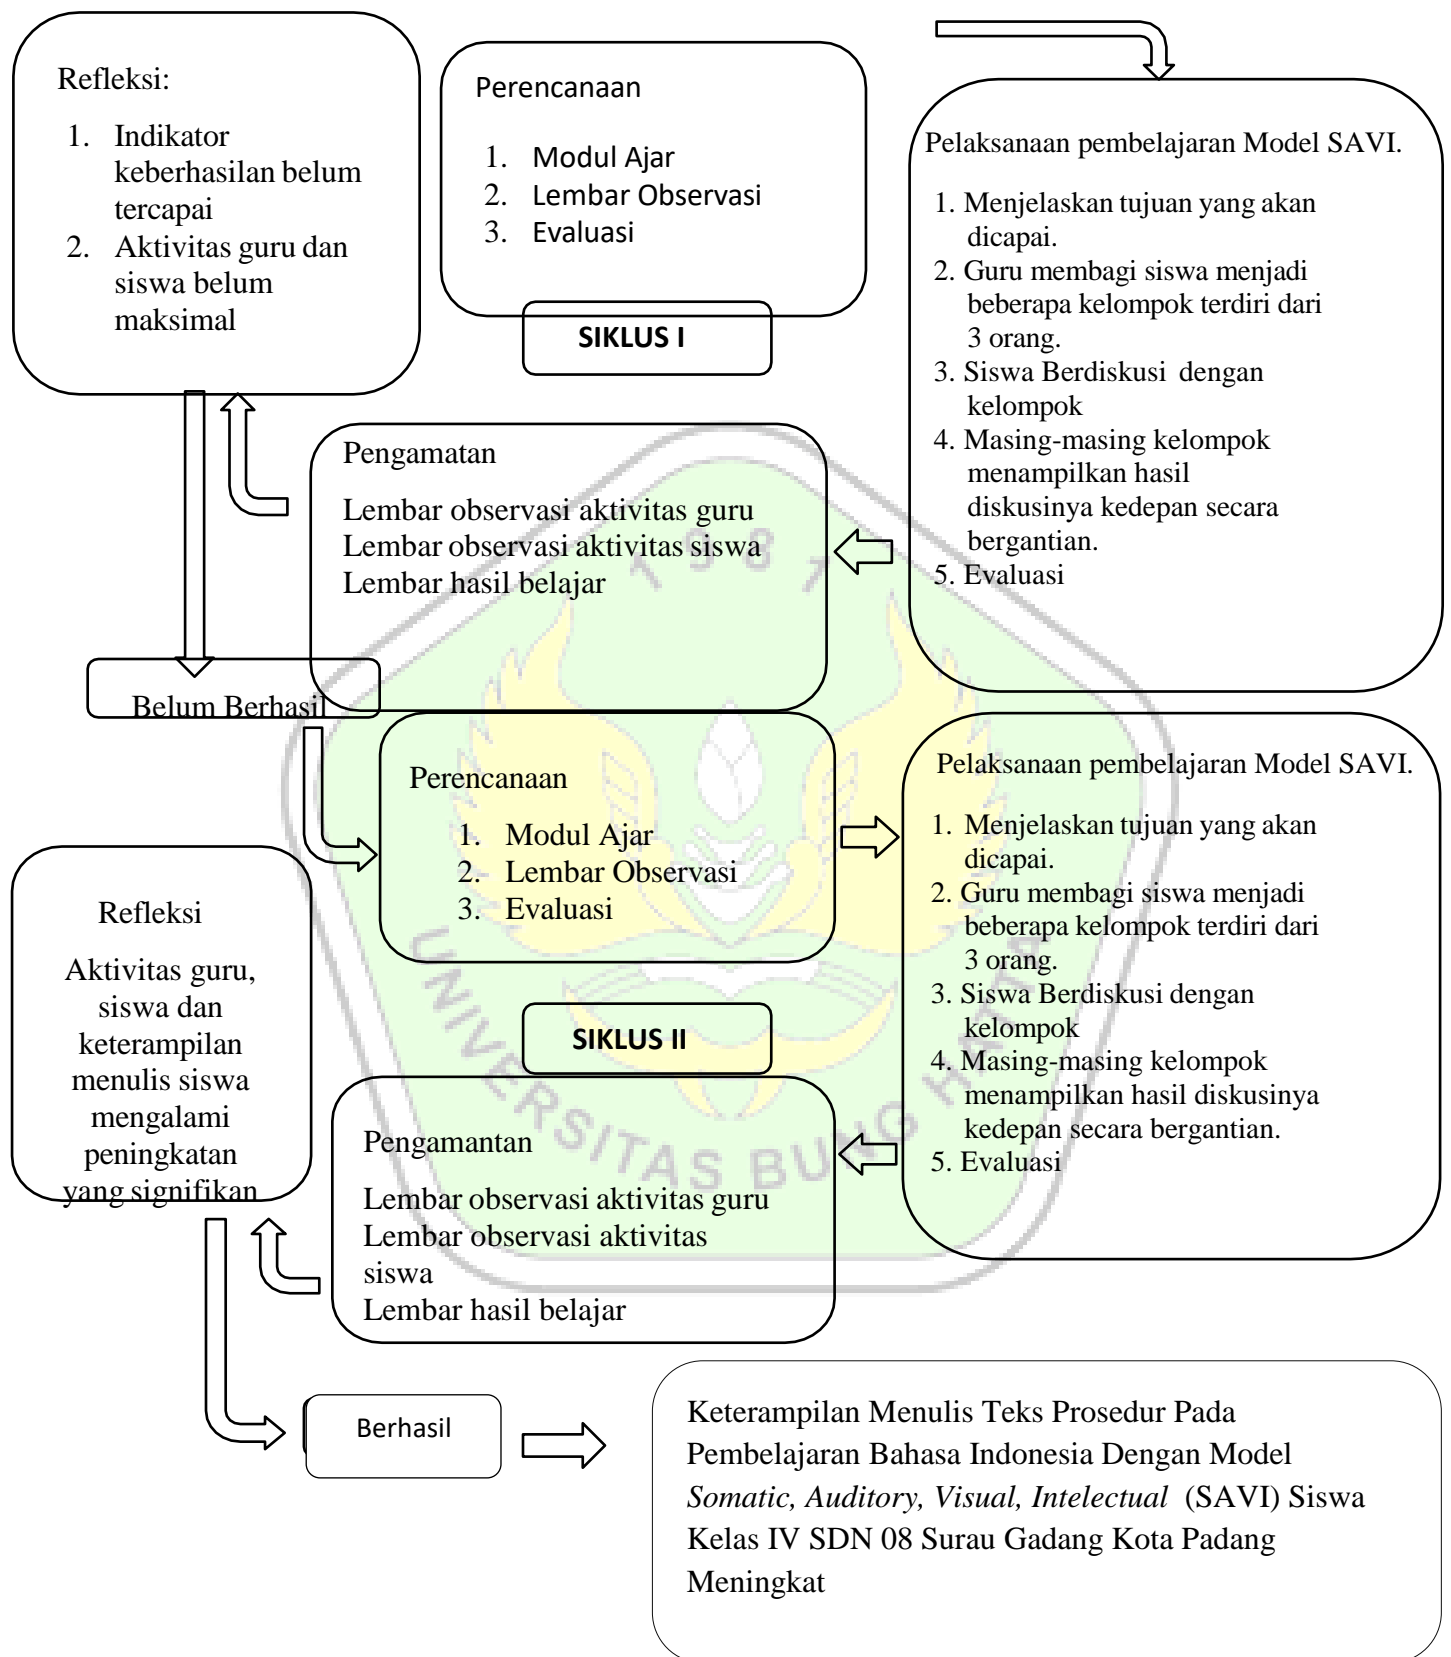 Refleksi:
1. Indikator
keberhasilan belum
tercapai
2. Aktivitas guru dan
siswa belum
maksimal
Perencanaan
1. Modul Ajar
2. Lembar Observasi
3. Evaluasi
SIKLUS I
Pelaksanaan pembelajaran Model SAVI.
1. Menjelaskan tujuan yang akan
dicapai.
2. Guru membagi siswa menjadi
beberapa kelompok terdiri dari
3 orang.
3. Siswa Berdiskusi dengan
kelompok
4. Masing-masing kelompok
menampilkan hasil
diskusinya kedepan secara
bergantian.
5. Evaluasi
Pengamatan
Lembar observasi aktivitas guru
Lembar observasi aktivitas siswa
Lembar hasil belajar
Belum Berhasil
Perencanaan
1. Modul Ajar
2. Lembar Observasi
3. Evaluasi
Pelaksanaan pembelajaran Model SAVI.
1. Menjelaskan tujuan yang akan
dicapai.
2. Guru membagi siswa menjadi
beberapa kelompok terdiri dari
3 orang.
3. Siswa Berdiskusi dengan
kelompok
4. Masing-masing kelompok
menampilkan hasil diskusinya
kedepan secara bergantian.
5. Evaluasi
Refleksi
Aktivitas guru,
siswa dan
keterampilan
menulis siswa
mengalami
peningkatan
yang signifikan
SIKLUS II
Pengamantan
Lembar observasi aktivitas guru
Lembar observasi aktivitas
siswa
Lembar hasil belajar
Berhasil
Keterampilan Menulis Teks Prosedur Pada
Pembelajaran Bahasa Indonesia Dengan Model
Somatic, Auditory, Visual, Intelectual (SAVI) Siswa
Kelas IV SDN 08 Surau Gadang Kota Padang
Meningkat
1987
UNIVERSITAS BUNG HATTA